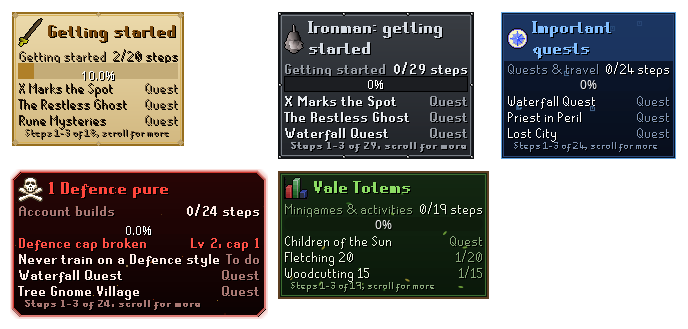 Getting started
Getting started 2/20 steps
10.0%
X Marks the Spot Quest
The Restless Ghost Quest
Rune Mysteries Quest
Steps 1-3 of 18, scroll for more
Ironman: getting started
Getting started 0/29 steps
0%
X Marks the Spot Quest
The Restless Ghost Quest
Waterfall Quest Quest
Steps 1-3 of 29, scroll for more
Important quests
Quests & travel 0/24 steps
0%
Waterfall Quest Quest
Priest in Peril Quest
Lost City Quest
Steps 1-3 of 24, scroll for more
1 Defence pure
Account builds 0/24 steps
0.0%
Defence cap broken Lv 2, cap 1
Never train on a Defence style To do
Waterfall Quest Quest
Tree Gnome Village Quest
Steps 1-3 of 24, scroll for more
Vale Totems
Minigames & activities 0/19 steps
0%
Children of the Sun Quest
Fletching 20 1/20
Woodcutting 15 1/15
Steps 1-3 of 19, scroll for more